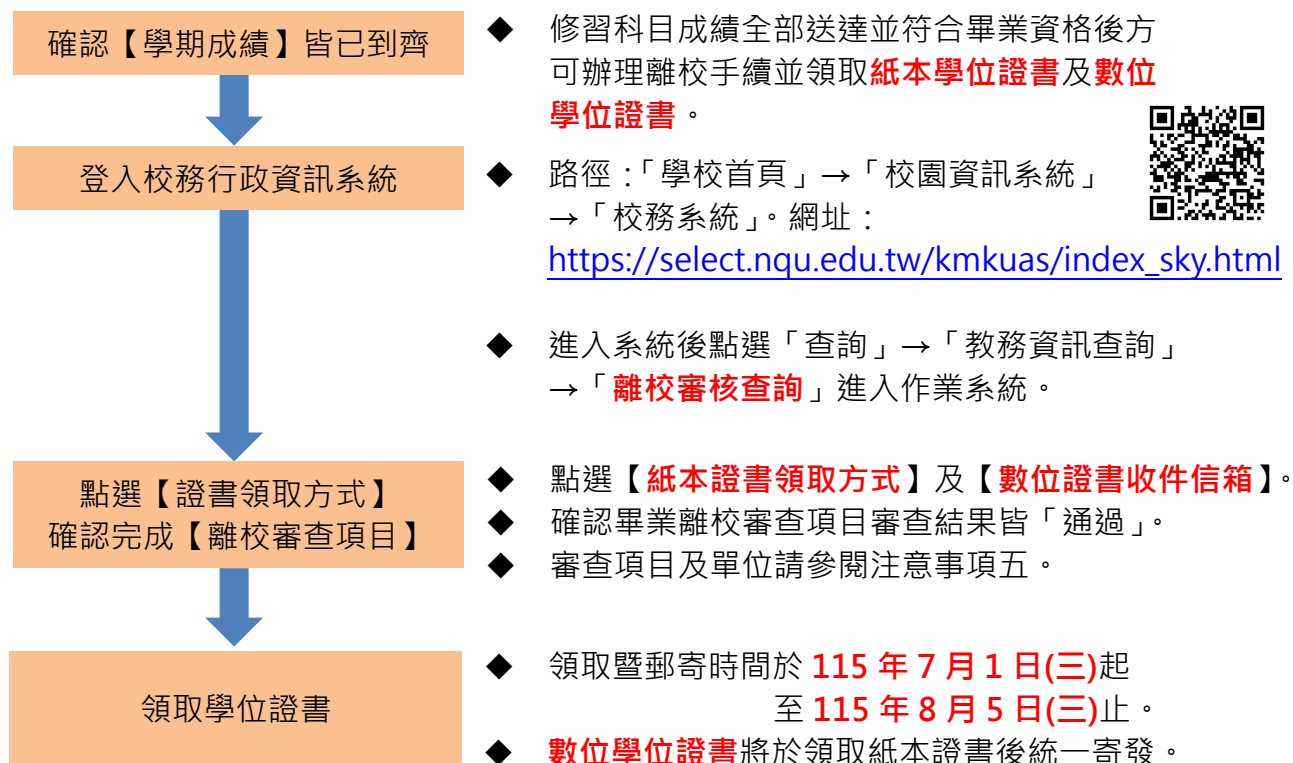 確認【學期成績】皆已到齊
◆ 修習科目成績全部送達並符合畢業資格後方
可辦理離校手續並領取紙本學位證書及數位
學位證書。
登入校務行政資訊系統
◆ 路徑：「學校首頁」→「校園資訊系統」
→「校務系統」。網址：
https://select.nqu.edu.tw/kmkuas/index_sky.html
◆ 進入系統後點選「查詢」→「教務資訊查詢」
→「離校審核查詢」進入作業系統。
點選【證書領取方式】
確認完成【離校審查項目】
◆ 點選【紙本證書領取方式】及【數位證書收件信箱】。
◆ 確認畢業離校審查項目審查結果皆「通過」。
◆ 審查項目及單位請參閱注意事項五。
領取學位證書
◆ 領取暨郵寄時間於 115 年 7 月 1 日(三)起
至 115 年 8 月 5 日(三)止。
◆ 數位學位證書將於領取紙本證書後統一寄發。